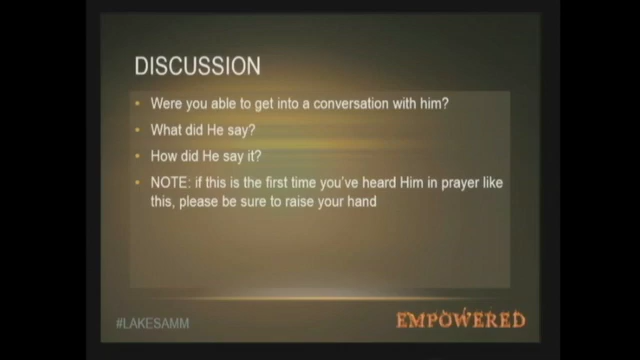 DISCUSSION
• Were you able to get into a conversation with him?
• What did He say?
• How did He say it?
• NOTE: if this is the first time you've heard Him in prayer like
this, please be sure to raise your hand
#LAKESAMM
EMPOWERED